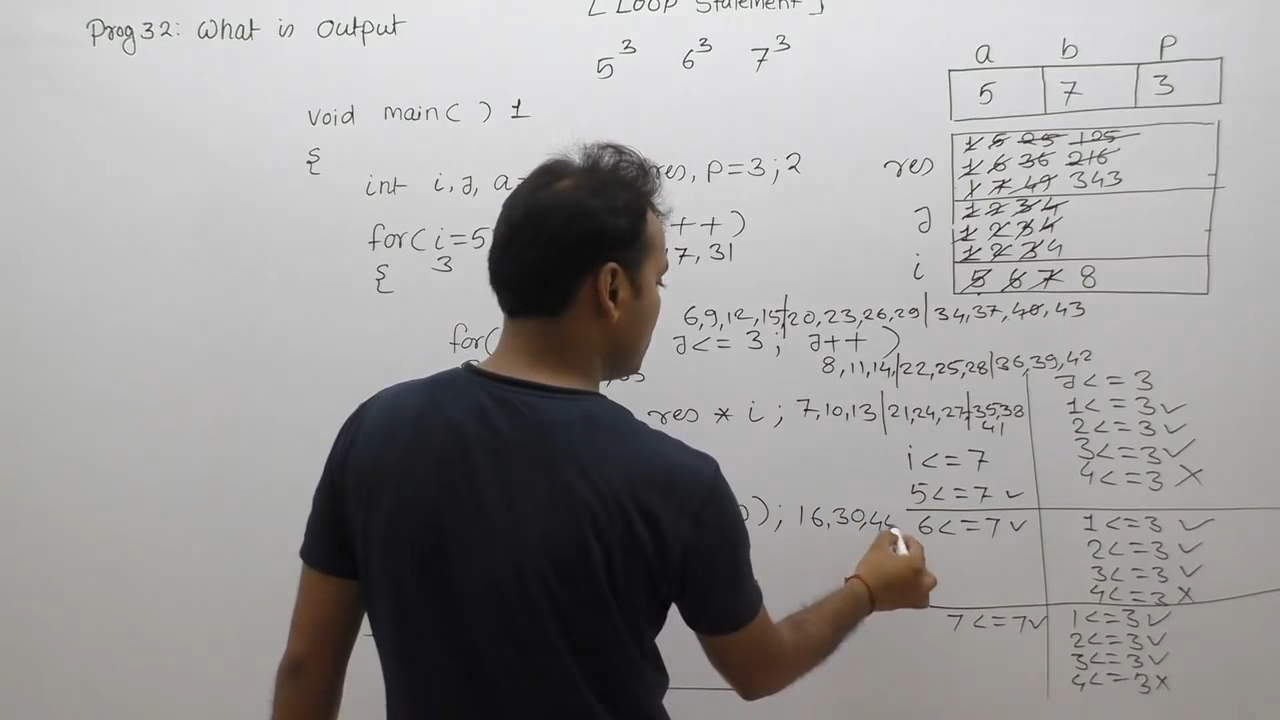 [Loop Statement]
Prog 32: What is Output
5³ 6³ 7³
void main( ) 1
{
int i, j, a= res, p=3; 2
for( i=5 ++)
3 17, 31
{
6,9,12,15,|20,23,26,29|34,37,40,43
for( j<= 3; j++ )
8,11,14,|22,25,28|36,39,42
res * i; 7,10,13|21,24,27|35,38
41
); 16,30,44
a b p
5 7 3
res 1 5 25 125
1 6 36 216
1 7 49 343
j 1 2 3 4
1 2 3 4
1 2 3 4
i 5 6 7 8
i<=7
5<=7 ✓
6<=7 ✓
7<=7 ✓
j<=3
1<=3 ✓
2<=3 ✓
3<=3 ✓
4<=3 X
1<=3 ✓
2<=3 ✓
3<=3 ✓
4<=3 X
1<=3 ✓
2<=3 ✓
3<=3 ✓
4<=3 X